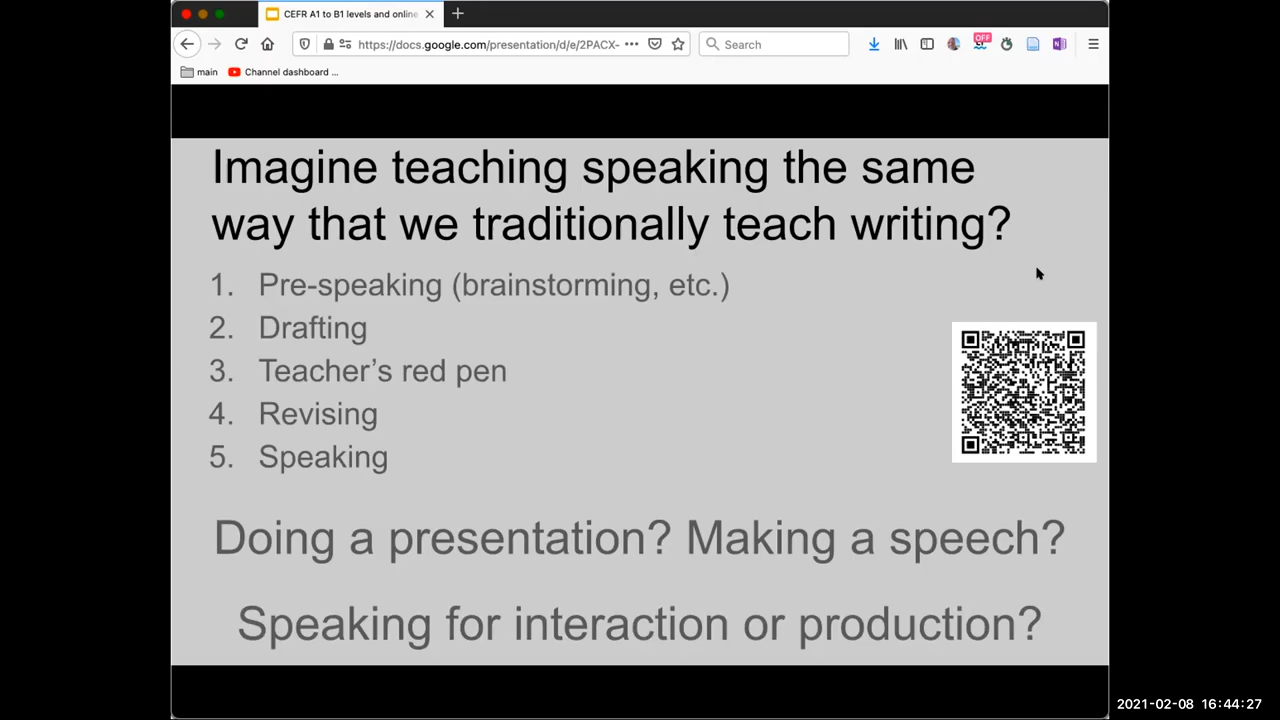 CEFR A1 to B1 levels and online
https://docs.google.com/presentation/d/e/2PACX-
Search
OFF
main
Channel dashboard ...
Imagine teaching speaking the same
way that we traditionally teach writing?
1. Pre-speaking (brainstorming, etc.)
2. Drafting
3. Teacher's red pen
4. Revising
5. Speaking
Doing a presentation? Making a speech?
Speaking for interaction or production?
2021-02-08 16:44:27